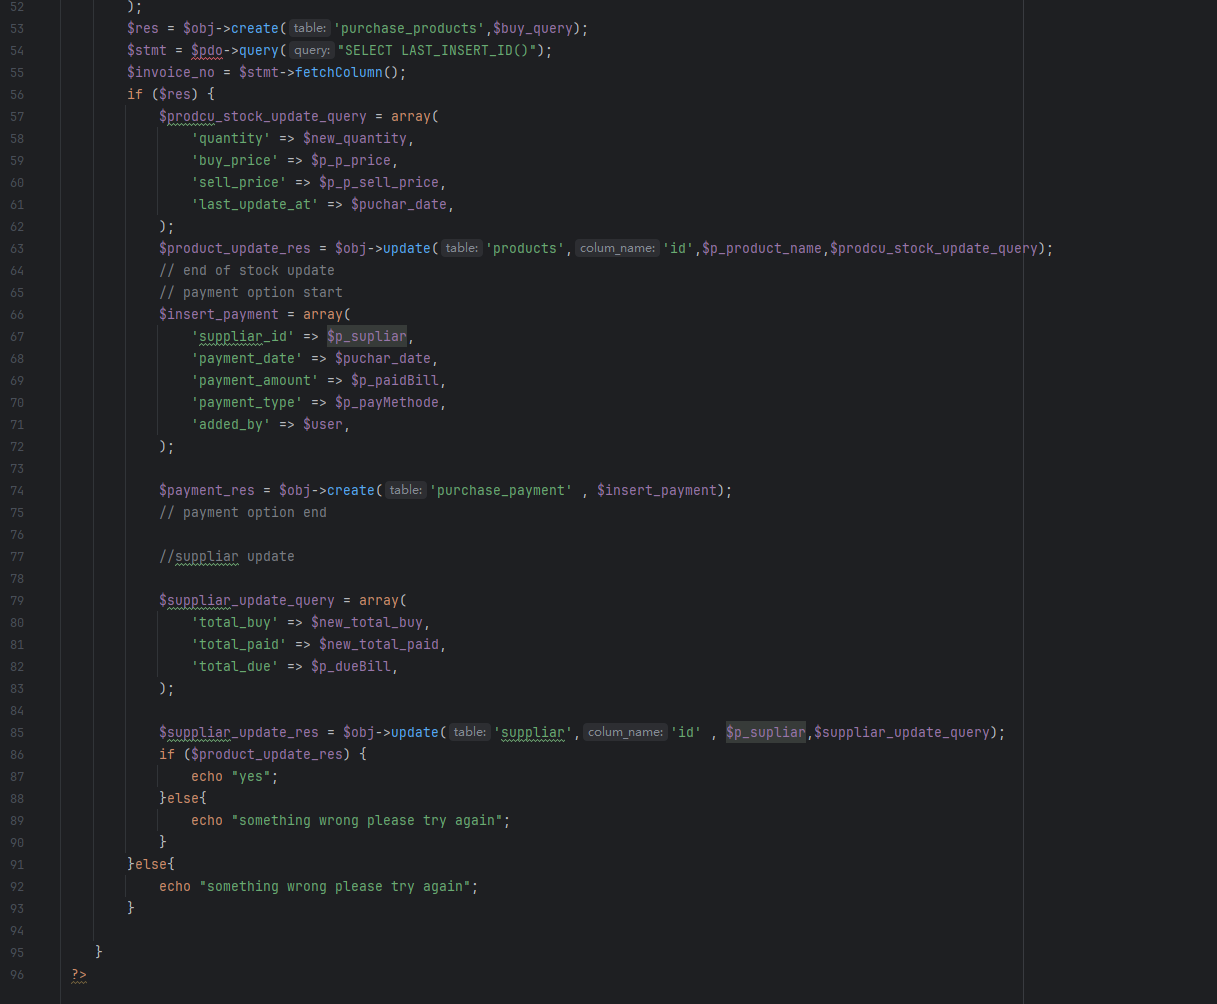 52 );
53 $res = $obj->create( table: 'purchase_products',$buy_query);
54 $stmt = $pdo->query( query: "SELECT LAST_INSERT_ID()");
55 $invoice_no = $stmt->fetchColumn();
56 if ($res) {
57 $prodcu_stock_update_query = array(
58 'quantity' => $new_quantity,
59 'buy_price' => $p_p_price,
60 'sell_price' => $p_p_sell_price,
61 'last_update_at' => $puchar_date,
62 );
63 $product_update_res = $obj->update( table: 'products', colum_name: 'id',$p_product_name,$prodcu_stock_update_query);
64 // end of stock update
65 // payment option start
66 $insert_payment = array(
67 'suppliar_id' => $p_supliar,
68 'payment_date' => $puchar_date,
69 'payment_amount' => $p_paidBill,
70 'payment_type' => $p_payMethode,
71 'added_by' => $user,
72 );
73
74 $payment_res = $obj->create( table: 'purchase_payment' , $insert_payment);
75 // payment option end
76
77 //suppliar update
78
79 $suppliar_update_query = array(
80 'total_buy' => $new_total_buy,
81 'total_paid' => $new_total_paid,
82 'total_due' => $p_dueBill,
83 );
84
85 $suppliar_update_res = $obj->update( table: 'suppliar', colum_name: 'id' , $p_supliar,$suppliar_update_query);
86 if ($product_update_res) {
87 echo "yes";
88 }else{
89 echo "something wrong please try again";
90 }
91 }else{
92 echo "something wrong please try again";
93 }
94
95 }
96 ?>